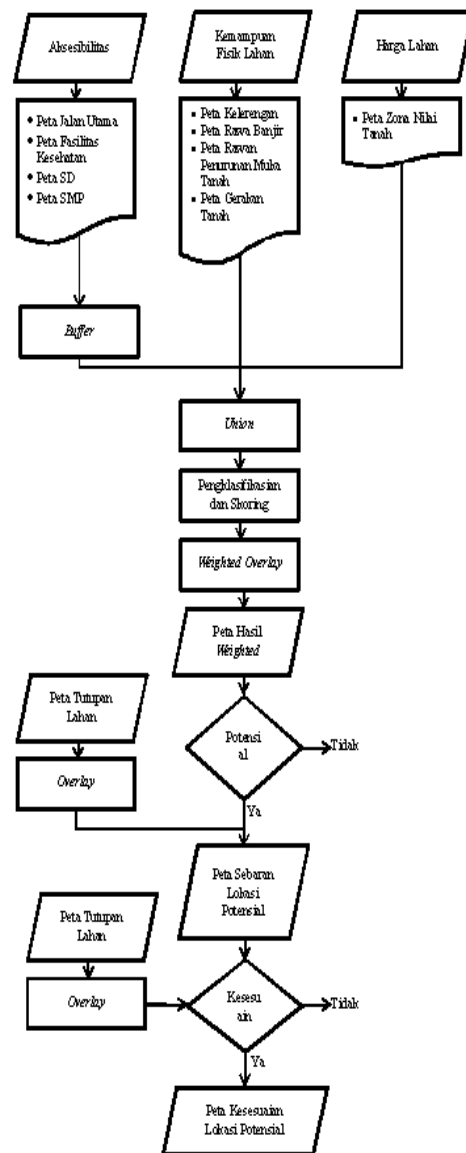 Aksesibilitas
Kemampuan
Fisik Lahan
Harga Lahan
• Peta Jalan Utama
• Peta Fasilitas
Kesehatan
• Peta SD
• Peta SMP
• Peta Kelerengan
• Peta Rawa Banjir
• Peta Rawan
Penurunan Muka
Tanah
• Peta Gerakan
Tanah
• Peta Zona Nilai
Tanah
Buffer
Union
Pengklasifikasian
dan Skoring
Weighted Overlay
Peta Hasil
Weighted
Peta Tutupan
Lahan
Overlay
Potensi
al
Tidak
Ya
Peta Sebaran
Lokasi
Potensial
Peta Tutupan
Lahan
Overlay
Kesesu
ain
Tidak
Ya
Peta Kesesuaian
Lokasi Potensial